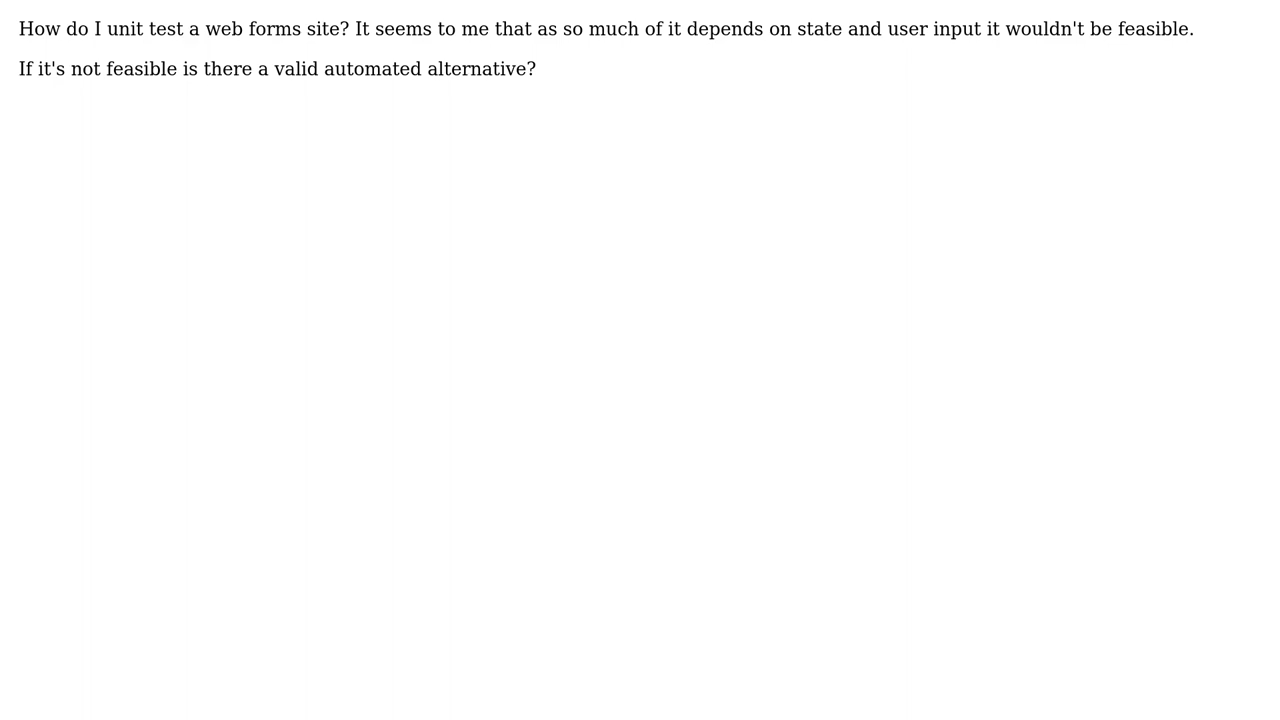 How do I unit test a web forms site? It seems to me that as so much of it depends on state and user input it wouldn't be feasible.
If it's not feasible is there a valid automated alternative?